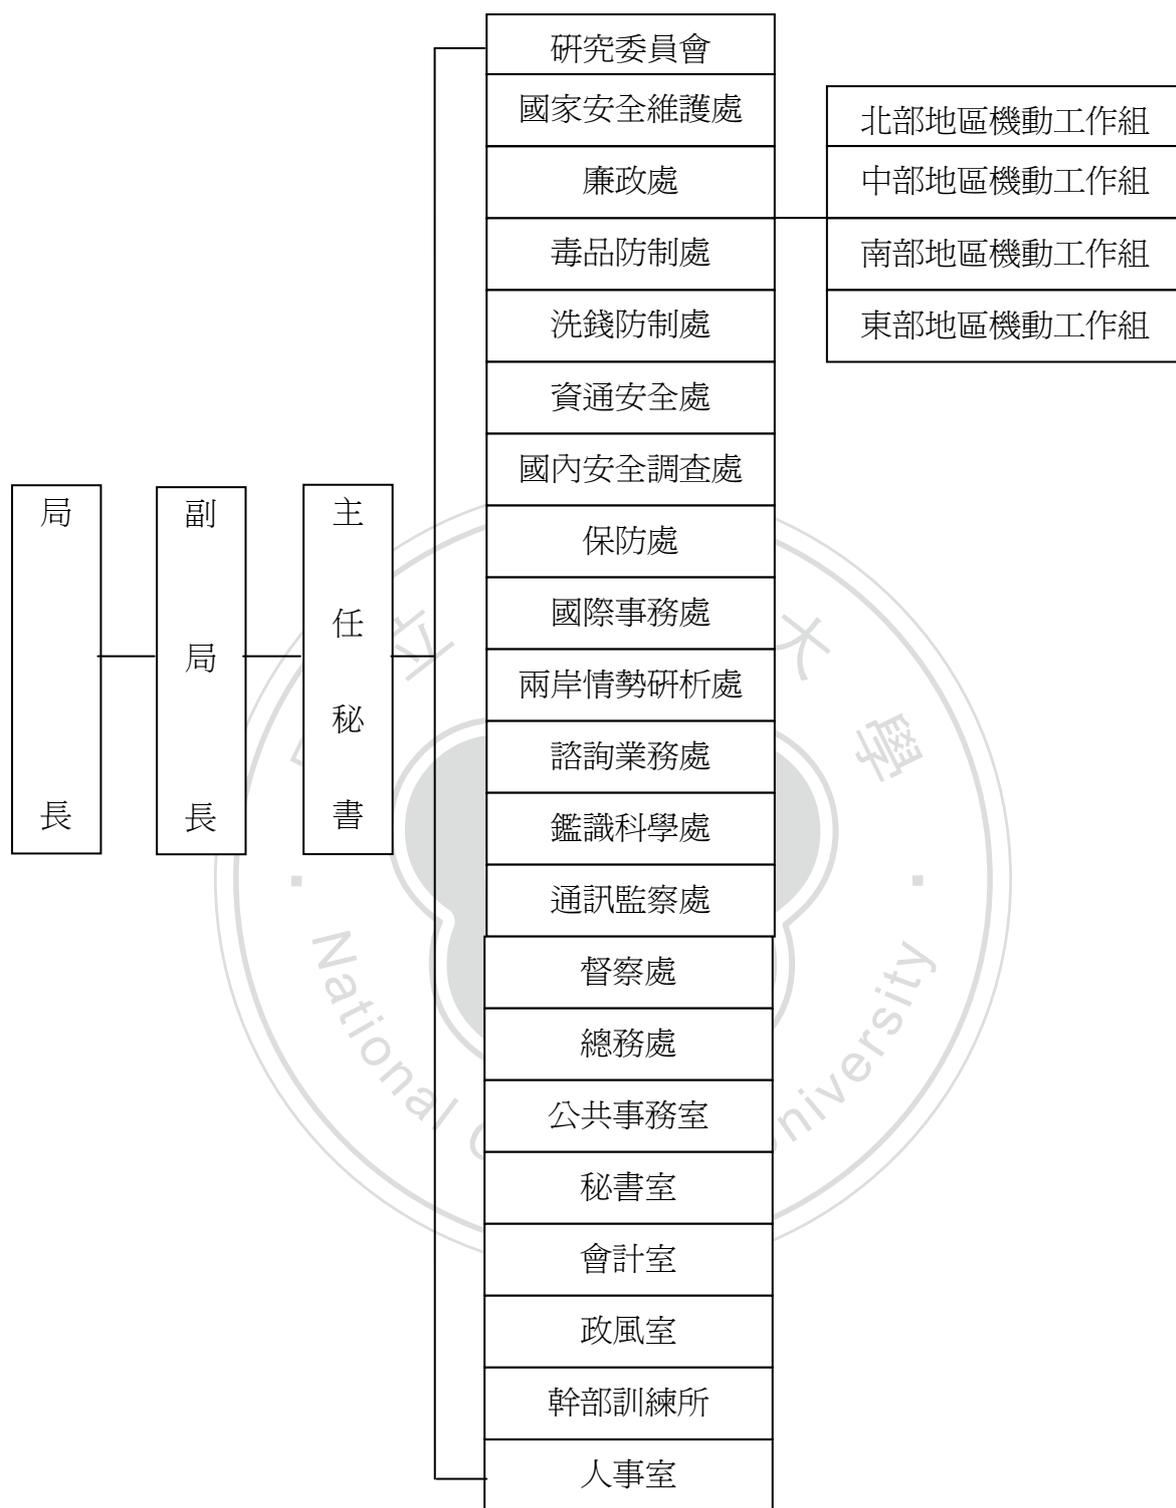 局長
副局長
主任秘書
研究委員會
國家安全維護處
廉政處
毒品防制處
洗錢防制處
資通安全處
國內安全調查處
保防處
國際事務處
兩岸情勢研析處
諮詢業務處
鑑識科學處
通訊監察處
督察處
總務處
公共事務室
秘書室
會計室
政風室
幹部訓練所
人事室
北部地區機動工作組
中部地區機動工作組
南部地區機動工作組
東部地區機動工作組
立
大學
National
University